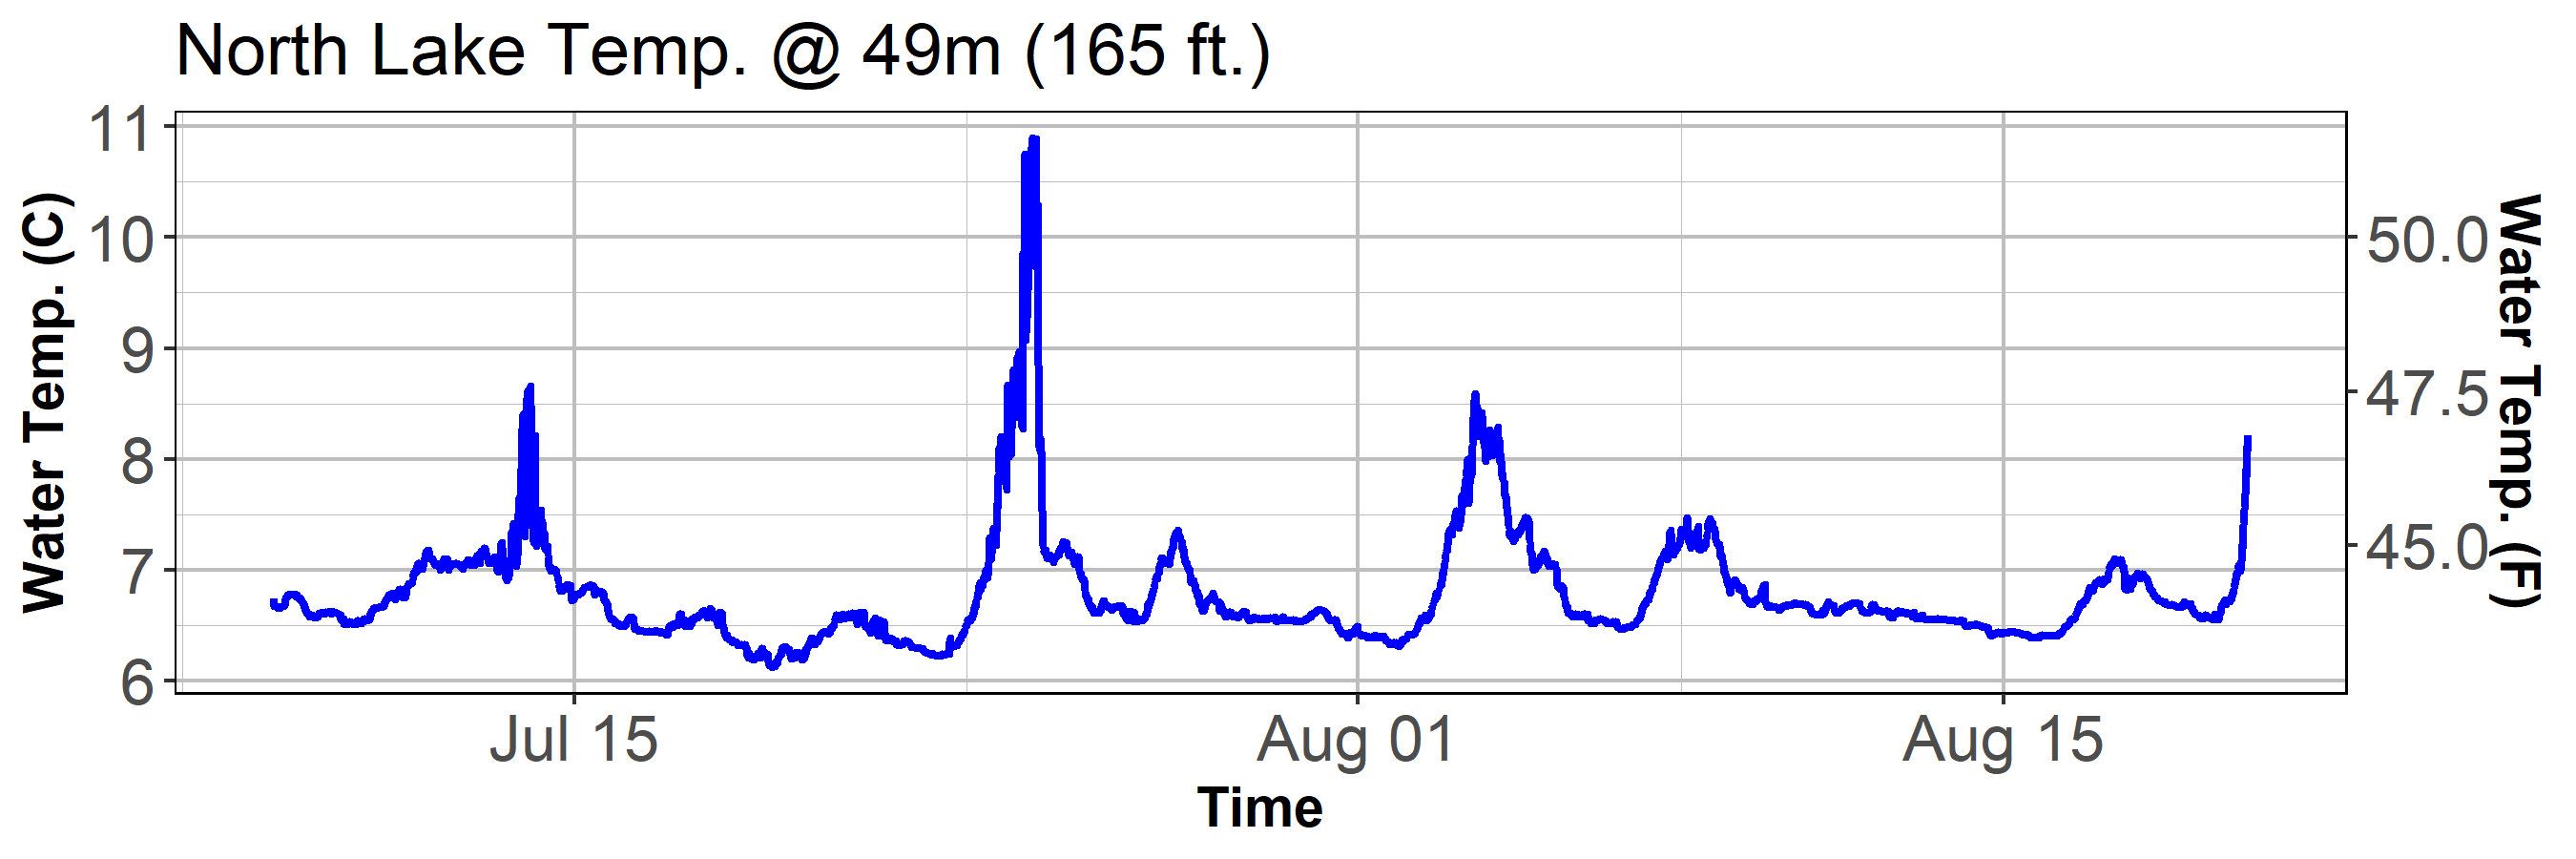 North Lake Temp. @ 49m (165 ft.)
Water Temp. (C)
11
10
9
8
7
6
50.0
47.5
45.0
Water Temp. (F)
Jul 15
Aug 01
Aug 15
Time